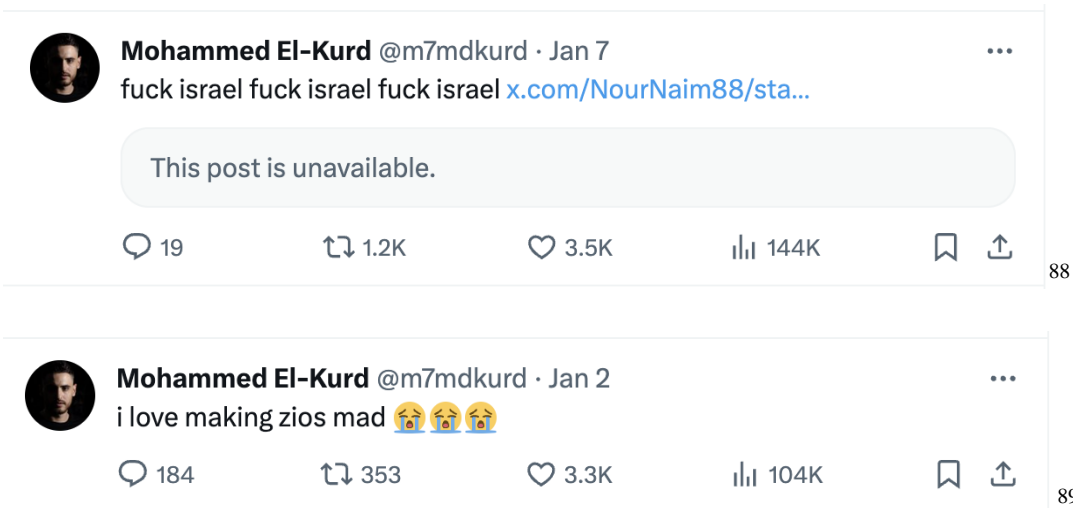 Mohammed El-Kurd @m7mdkurd · Jan 7
fuck israel fuck israel fuck israel x.com/NourNaim88/sta...
This post is unavailable.
19 1.2K 3.5K 144K
88
Mohammed El-Kurd @m7mdkurd · Jan 2
i love making zios mad 😭😭😭
184 353 3.3K 104K
89